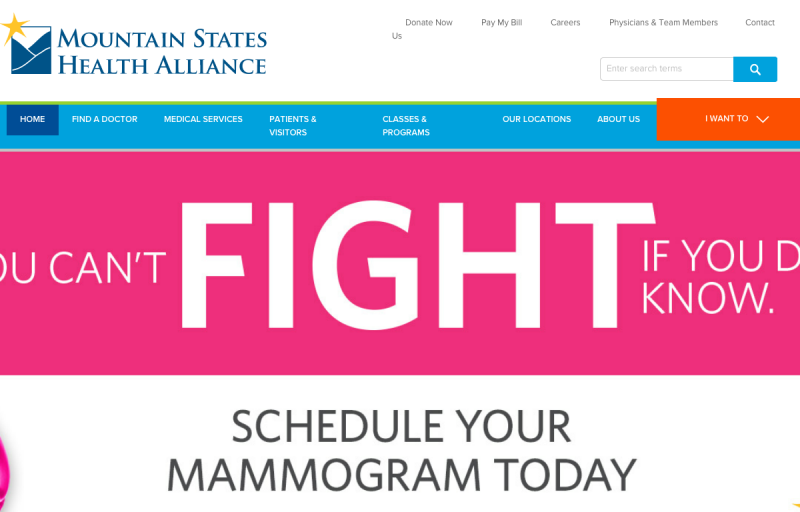 Donate Now Pay My Bill Careers Physicians & Team Members Contact
Us
MOUNTAIN STATES
HEALTH ALLIANCE
Enter search terms
HOME FIND A DOCTOR MEDICAL SERVICES PATIENTS & CLASSES & OUR LOCATIONS ABOUT US I WANT TO
VISITORS PROGRAMS
OU CAN'T FIGHT IF YOU D
KNOW.
SCHEDULE YOUR
MAMMOGRAM TODAY